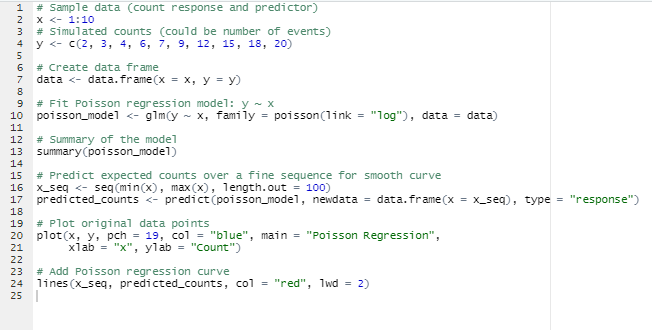 1 # Sample data (count response and predictor)
2 x <- 1:10
3 # Simulated counts (could be number of events)
4 y <- c(2, 3, 4, 6, 7, 9, 12, 15, 18, 20)
5
6 # Create data frame
7 data <- data.frame(x = x, y = y)
8
9 # Fit Poisson regression model: y ~ x
10 poisson_model <- glm(y ~ x, family = poisson(link = "log"), data = data)
11
12 # Summary of the model
13 summary(poisson_model)
14
15 # Predict expected counts over a fine sequence for smooth curve
16 x_seq <- seq(min(x), max(x), length.out = 100)
17 predicted_counts <- predict(poisson_model, newdata = data.frame(x = x_seq), type = "response")
18
19 # Plot original data points
20 plot(x, y, pch = 19, col = "blue", main = "Poisson Regression",
21      xlab = "x", ylab = "Count")
22
23 # Add Poisson regression curve
24 lines(x_seq, predicted_counts, col = "red", lwd = 2)
25